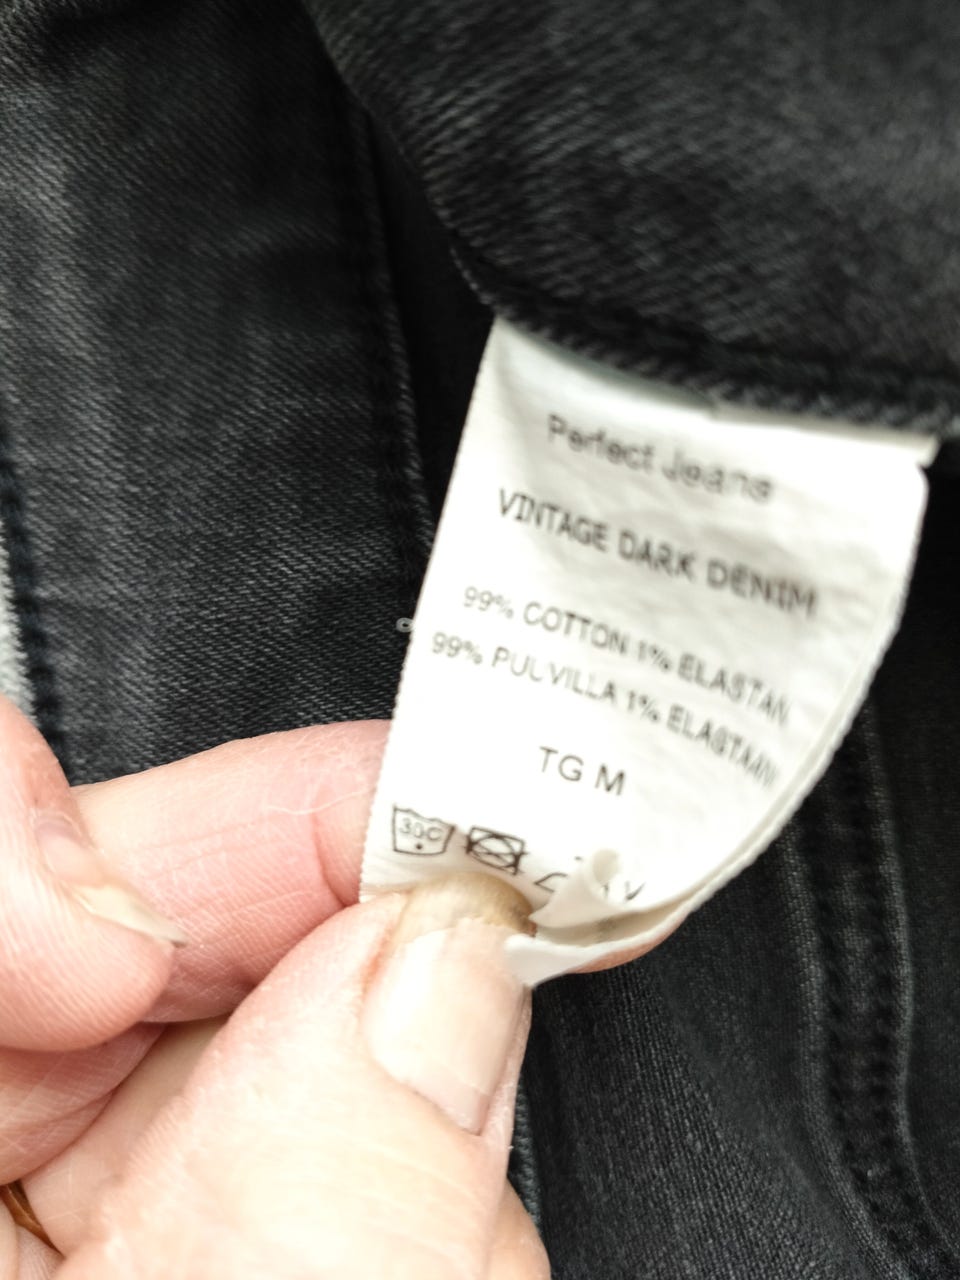 Perfect Jeans
VINTAGE DARK DENIM
99% COTTON 1% ELASTAN
99% PUUVILLA 1% ELASTAANI
TG M
30C